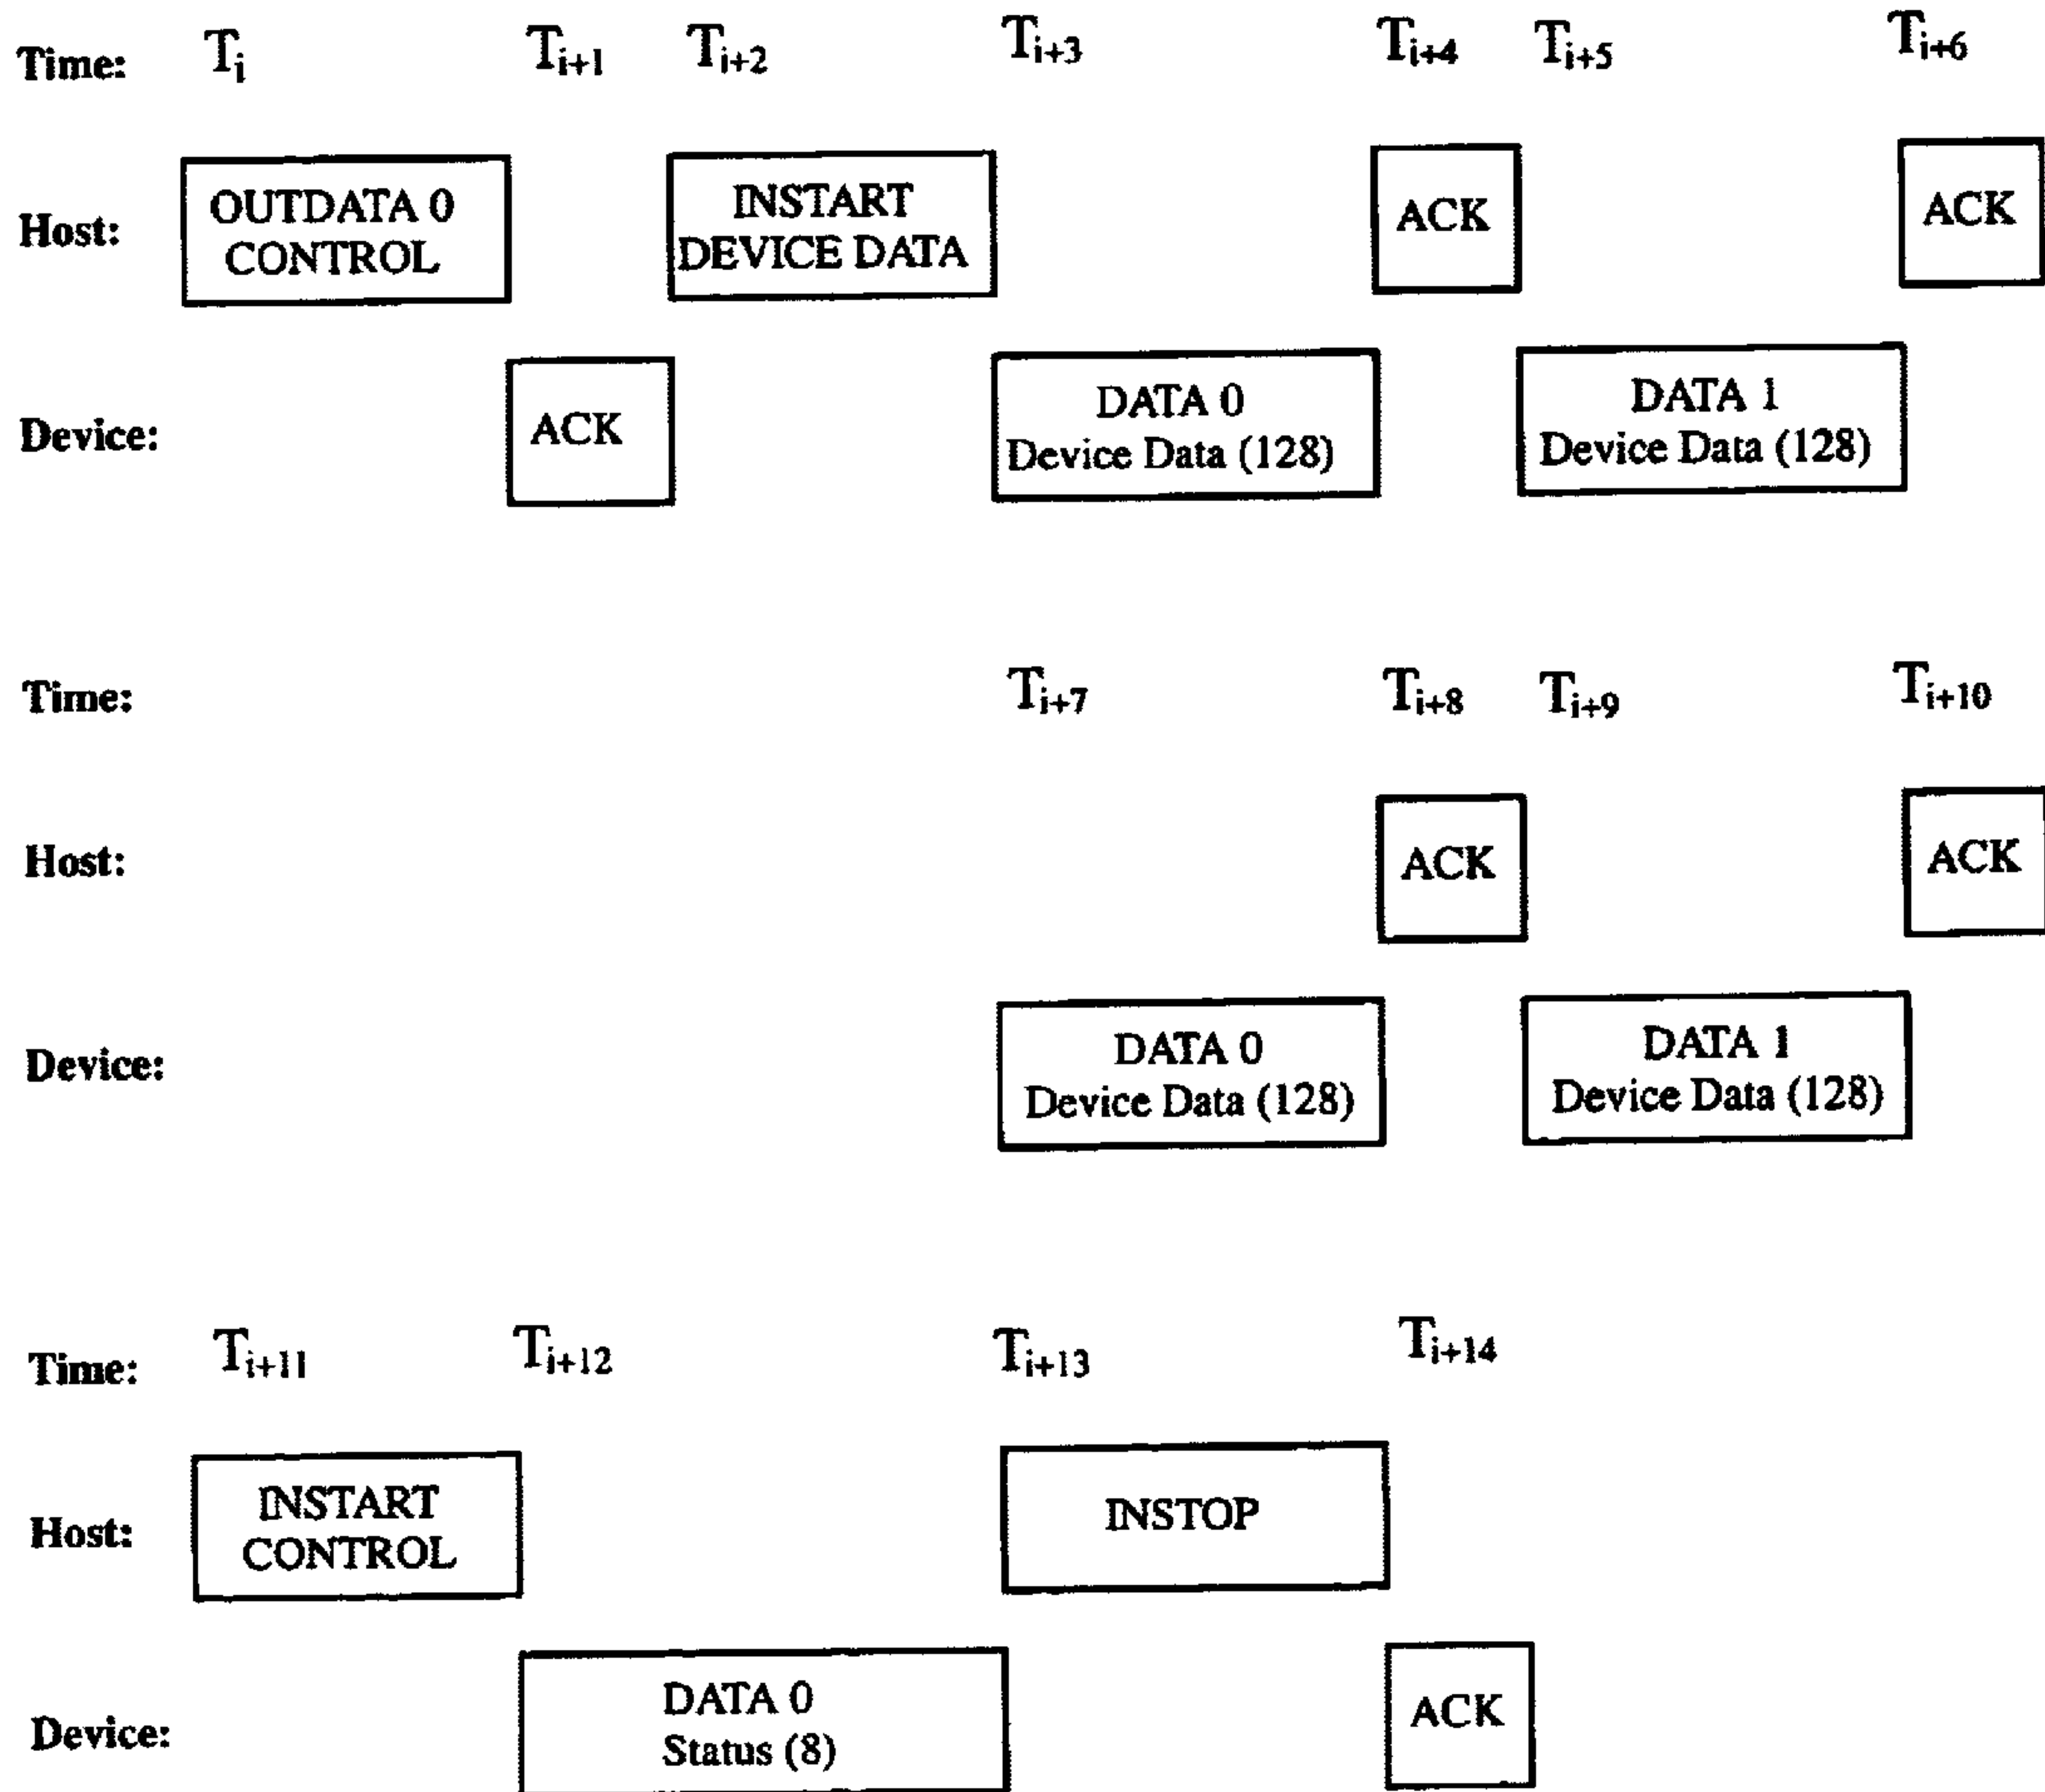 Time: Ti Ti+1 Ti+2 Ti+3 Ti+4 Ti+5 Ti+6
Host: OUTDATA 0 CONTROL INSTART DEVICE DATA ACK ACK
Device: ACK DATA 0 Device Data (128) DATA 1 Device Data (128)
Time: Ti+7 Ti+8 Ti+9 Ti+10
Host: ACK ACK
Device: DATA 0 Device Data (128) DATA 1 Device Data (128)
Time: Ti+11 Ti+12 Ti+13 Ti+14
Host: INSTART CONTROL INSTOP
Device: DATA 0 Status (8) ACK